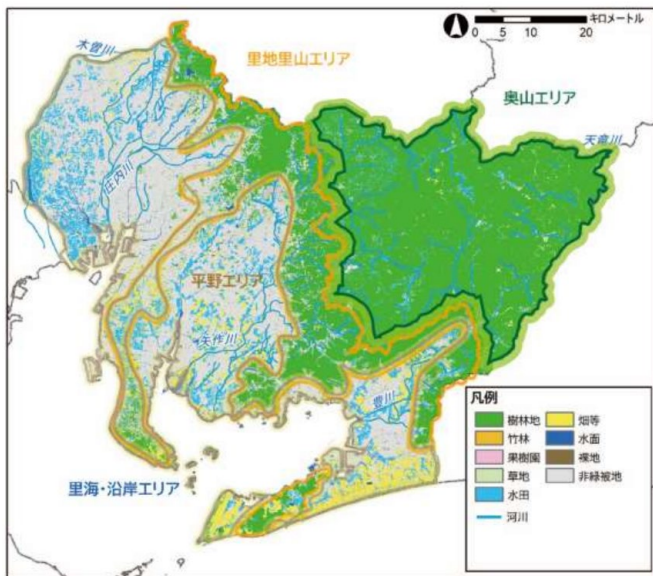 0 5 10 20 キロメートル
木曽川
里地里山エリア
奥山エリア
天竜川
庄内川
平野エリア
矢作川
豊川
里海・沿岸エリア
凡例
樹林地
竹林
果樹園
草地
水田
河川
畑等
水面
裸地
非緑被地